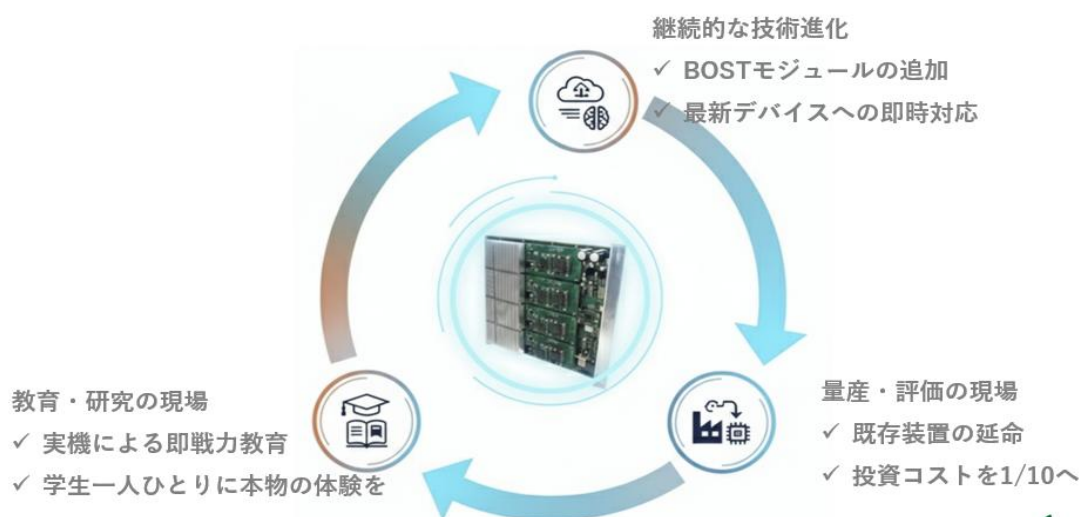 継続的な技術進化
✓ BOSTモジュールの追加
✓ 最新デバイスへの即時対応
教育・研究の現場
✓ 実機による即戦力教育
✓ 学生一人ひとりに本物の体験を
量産・評価の現場
✓ 既存装置の延命
✓ 投資コストを1/10へ